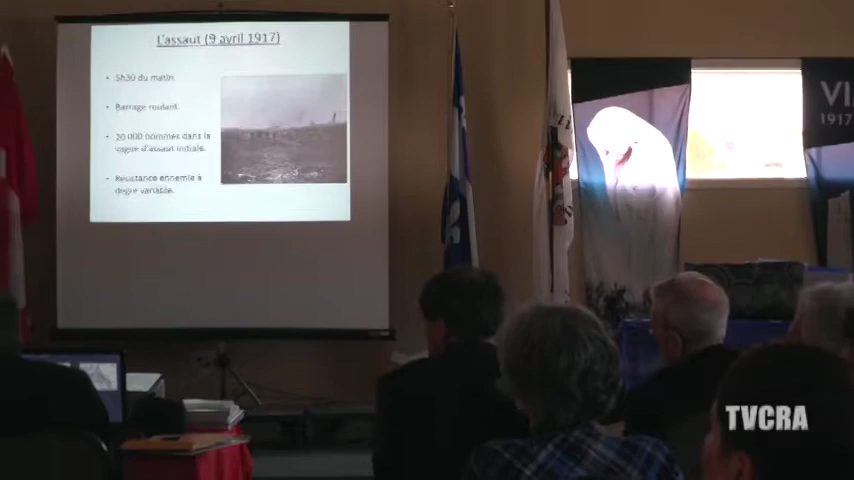 L'assaut (9 avril 1917)
• 5h30 du matin.
• Barrage roulant.
• 20 000 hommes dans la
vague d'assaut initiale.
• Résistance ennemie à
degré variable.
1917
TVCRA